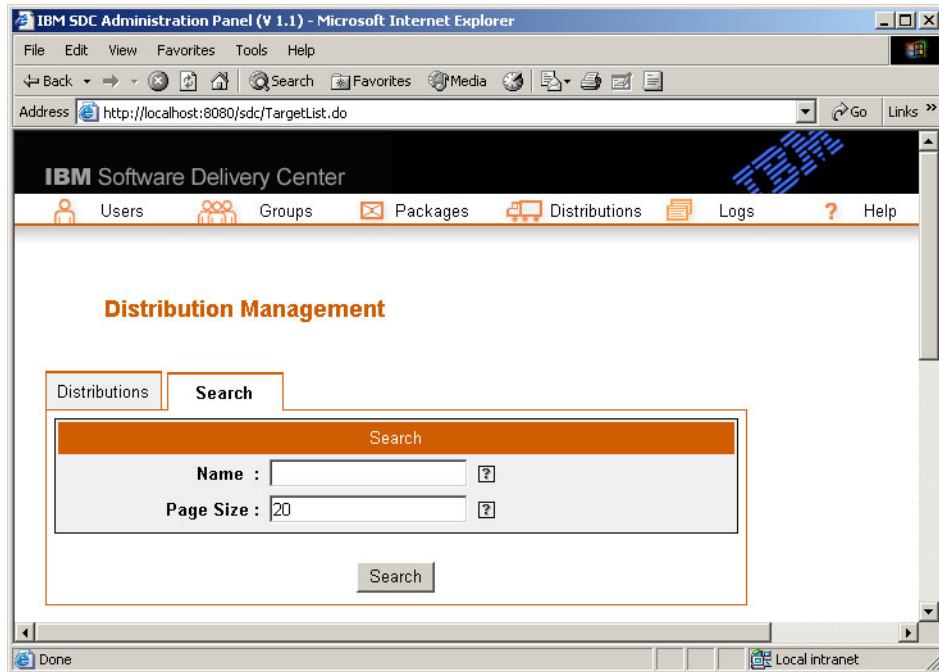 IBM SDC Administration Panel (V 1.1) - Microsoft Internet Explorer
File Edit View Favorites Tools Help
Back Search Favorites Media
Address http://localhost:8080/sdc/TargetList.do Go Links »
IBM Software Delivery Center IBM
Users Groups Packages Distributions Logs ? Help
Distribution Management
Distributions Search
Search
Name : ?
Page Size : 20 ?
Search
Done Local intranet